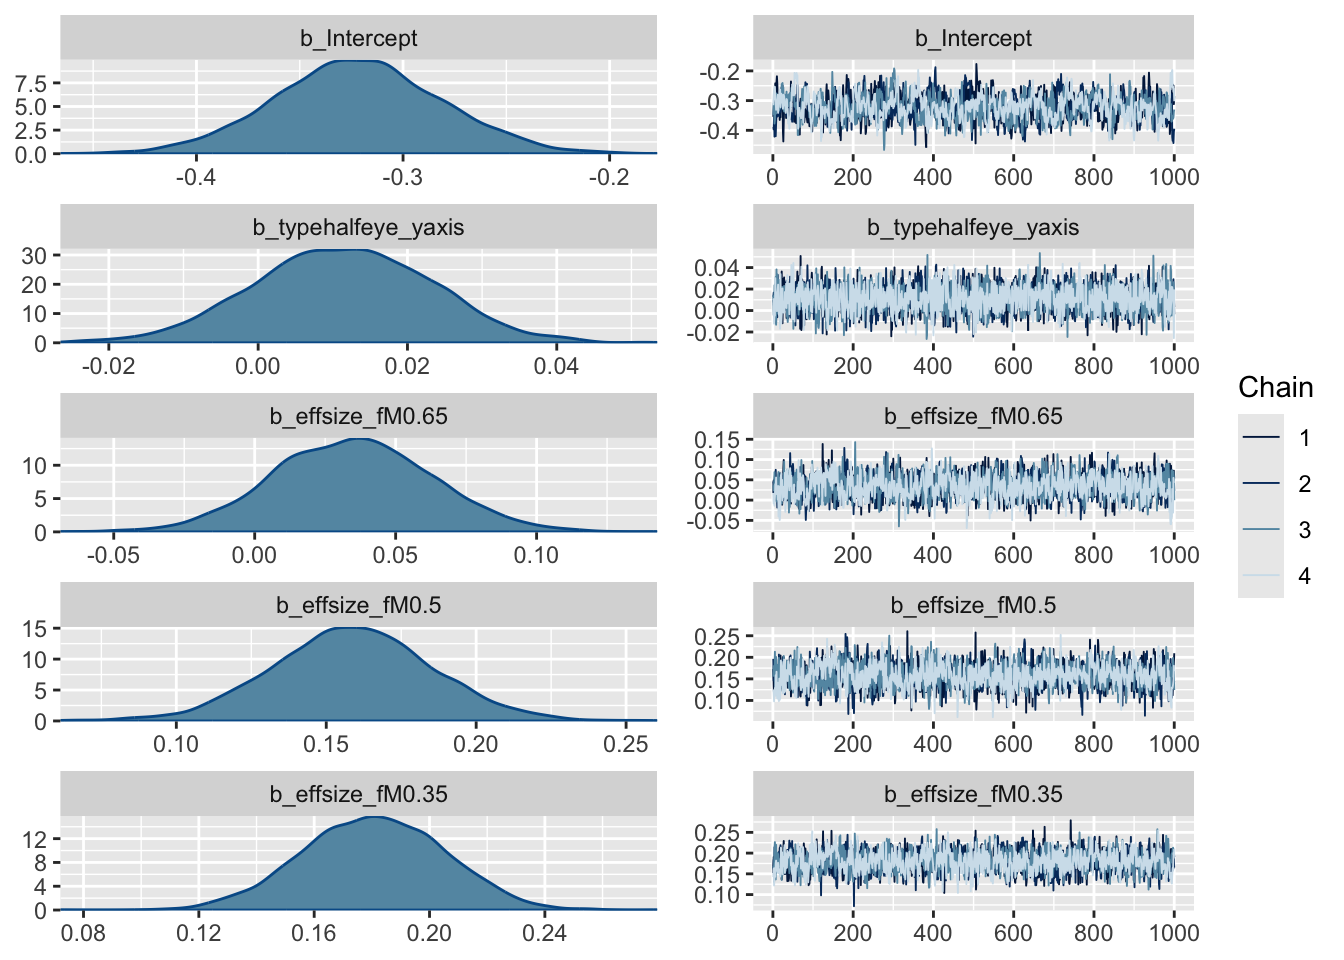 b_Intercept
7.5
5.0
2.5
0.0
-0.4 -0.3 -0.2
b_Intercept
-0.2
-0.3
-0.4
0 200 400 600 800 1000
b_typehalfeye_yaxis
30
20
10
0
-0.02 0.00 0.02 0.04
b_typehalfeye_yaxis
0.04
0.02
0.00
-0.02
0 200 400 600 800 1000
b_effsize_fM0.65
10
5
0
-0.05 0.00 0.05 0.10
b_effsize_fM0.65
0.15
0.10
0.05
0.00
-0.05
0 200 400 600 800 1000
b_effsize_fM0.5
15
10
5
0
0.10 0.15 0.20 0.25
b_effsize_fM0.5
0.25
0.20
0.15
0.10
0 200 400 600 800 1000
b_effsize_fM0.35
12
8
4
0
0.08 0.12 0.16 0.20 0.24
b_effsize_fM0.35
0.25
0.20
0.15
0.10
0 200 400 600 800 1000
Chain
1
2
3
4